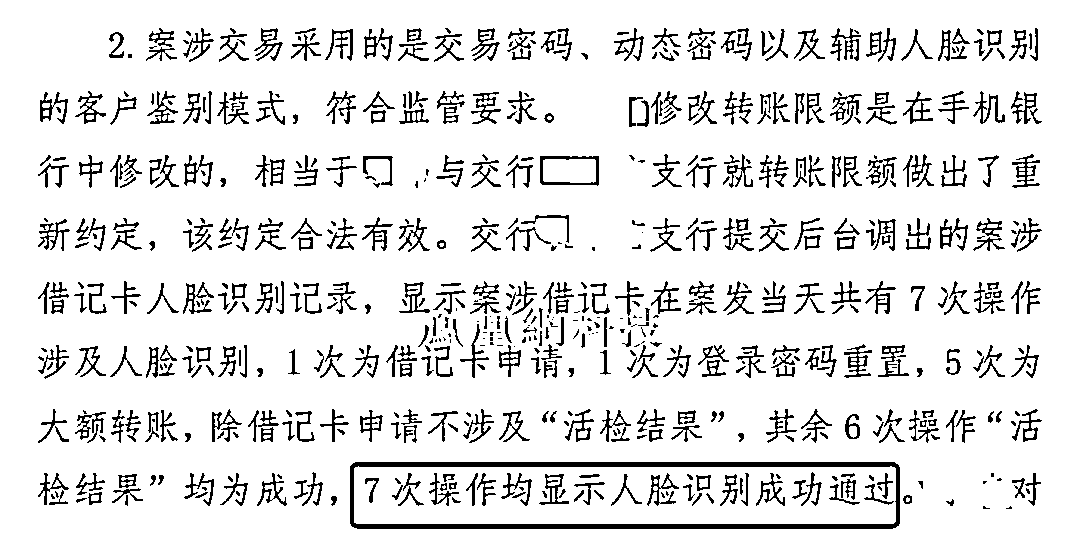 2. 案涉交易采用的是交易密码、动态密码以及辅助人脸识别
的客户鉴别模式，符合监管要求。 修改转账限额是在手机银
行中修改的，相当于 与交行 支行就转账限额做出了重
新约定，该约定合法有效。交行 支行提交后台调出的案涉
借记卡人脸识别记录，显示案涉借记卡在案发当天共有 7 次操作
凤凰網科技
涉及人脸识别，1 次为借记卡申请，1 次为登录密码重置，5 次为
大额转账，除借记卡申请不涉及“活检结果”，其余 6 次操作“活
检结果”均为成功，7 次操作均显示人脸识别成功通过。 对